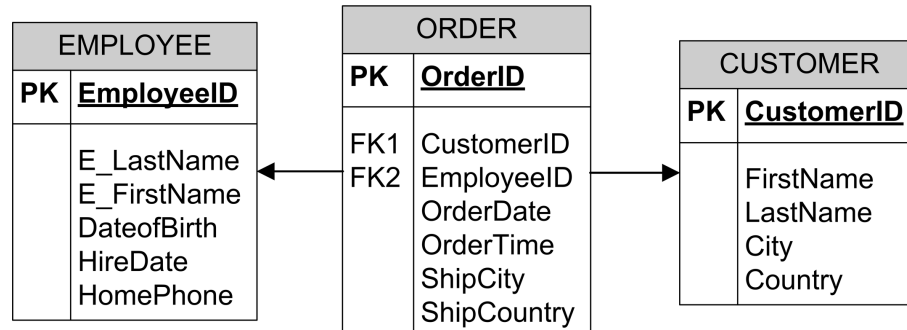 EMPLOYEE
PK EmployeeID
E_LastName
E_FirstName
DateofBirth
HireDate
HomePhone
ORDER
PK OrderID
FK1 CustomerID
FK2 EmployeeID
OrderDate
OrderTime
ShipCity
ShipCountry
CUSTOMER
PK CustomerID
FirstName
LastName
City
Country